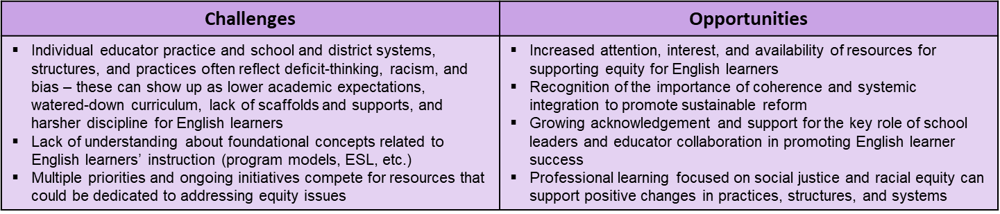 Challenges
▪ Individual educator practice and school and district systems,
structures, and practices often reflect deficit-thinking, racism, and
bias – these can show up as lower academic expectations,
watered-down curriculum, lack of scaffolds and supports, and
harsher discipline for English learners
▪ Lack of understanding about foundational concepts related to
English learners’ instruction (program models, ESL, etc.)
▪ Multiple priorities and ongoing initiatives compete for resources that
could be dedicated to addressing equity issues
Opportunities
▪ Increased attention, interest, and availability of resources for
supporting equity for English learners
▪ Recognition of the importance of coherence and systemic
integration to promote sustainable reform
▪ Growing acknowledgement and support for the key role of school
leaders and educator collaboration in promoting English learner
success
▪ Professional learning focused on social justice and racial equity can
support positive changes in practices, structures, and systems